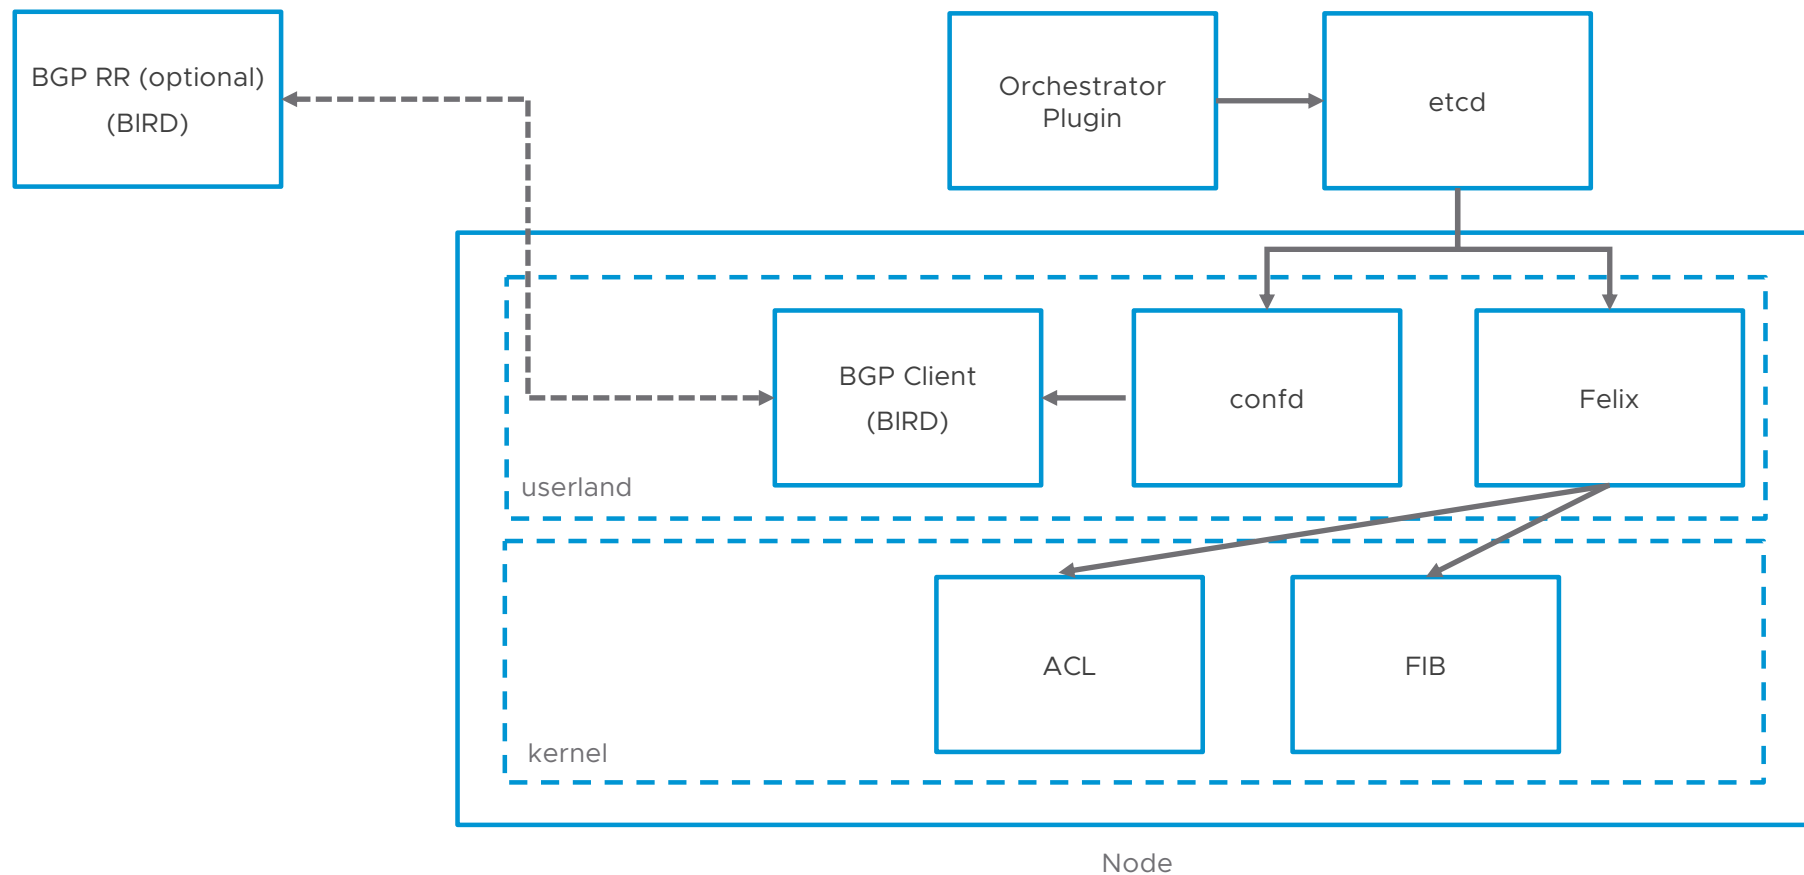 BGP RR (optional)
(BIRD)
Orchestrator
Plugin
etcd
BGP Client
(BIRD)
confd
Felix
userland
ACL
FIB
kernel
Node